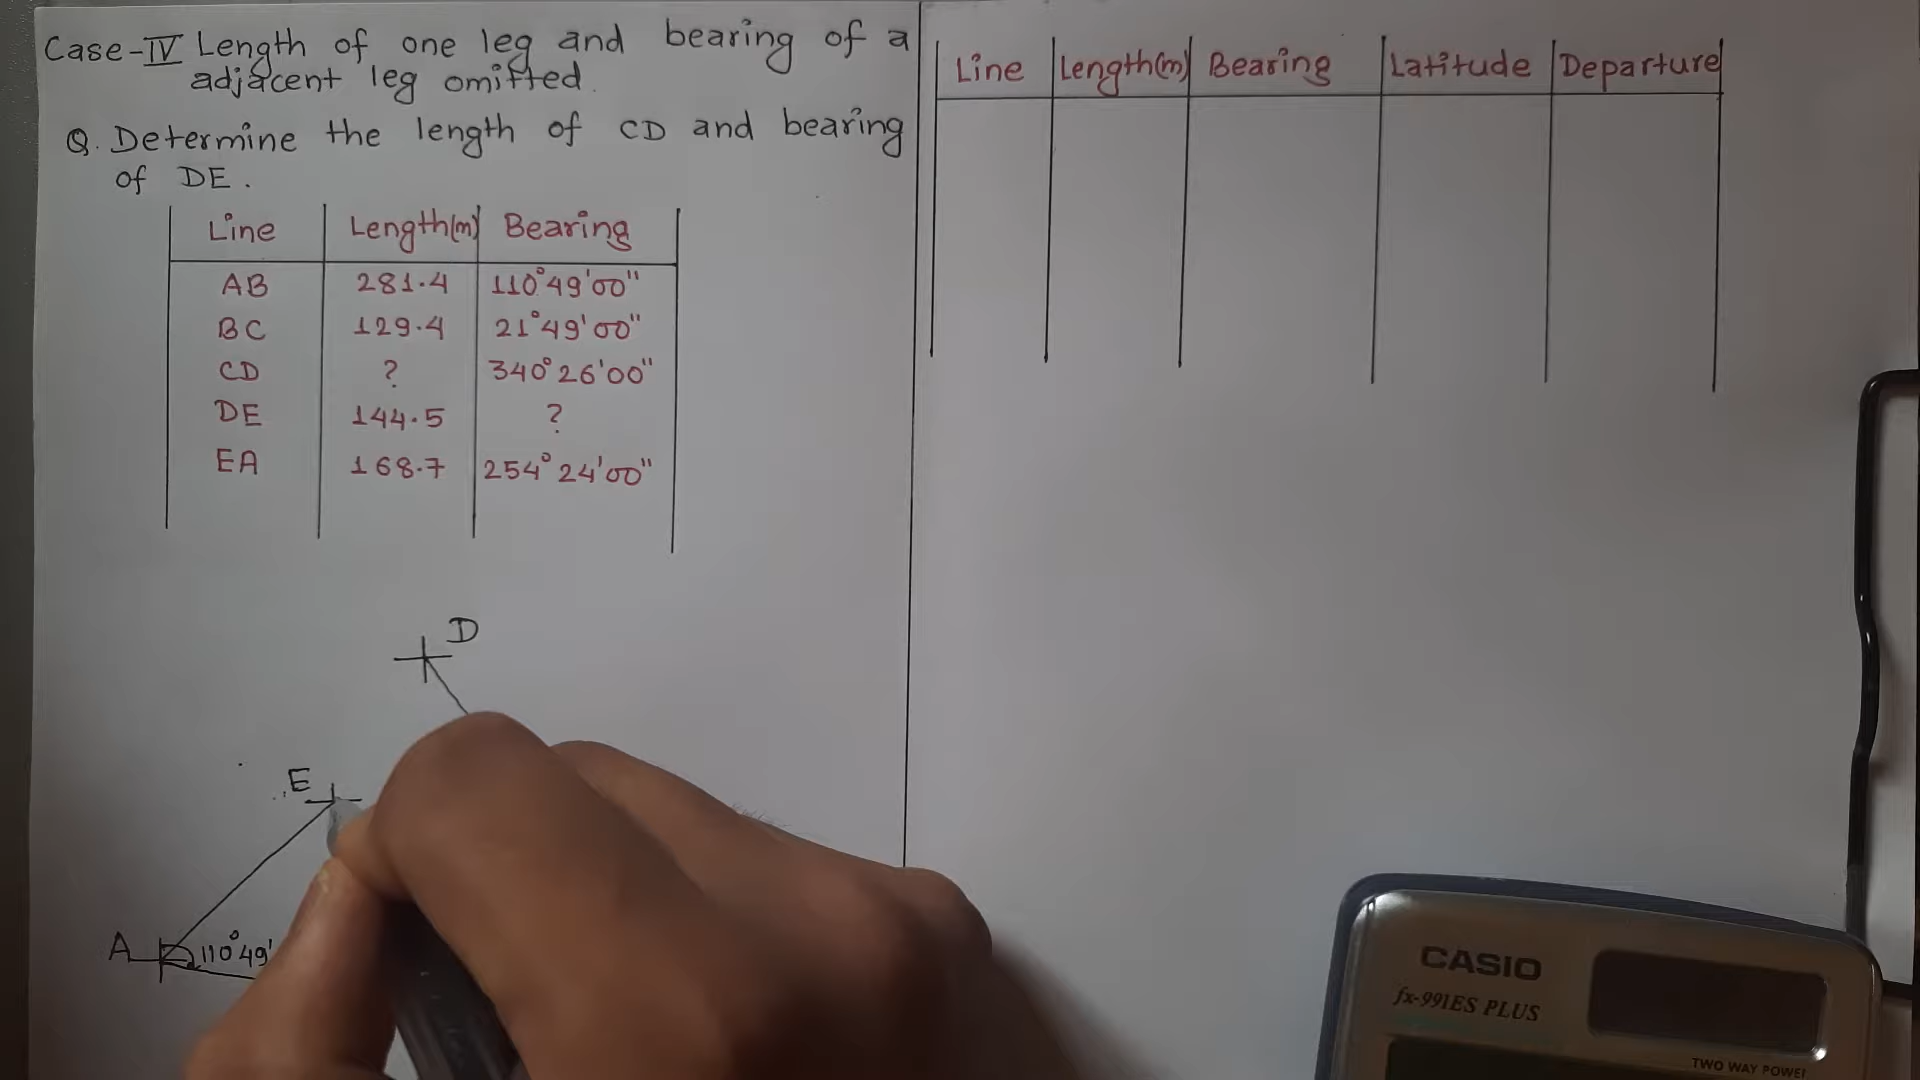 Case-IV Length of one leg and bearing of a
adjacent leg omitted.
Q. Determine the length of CD and bearing
of DE.
Line Length(m) Bearing
AB 281.4 110°49'00"
BC 129.4 21°49'00"
CD ? 340°26'00"
DE 144.5 ?
EA 168.7 254°24'00"
D
E
A 110°49'
Line Length(m) Bearing Latitude Departure
CASIO
fx-991ES PLUS
TWO WAY POWER